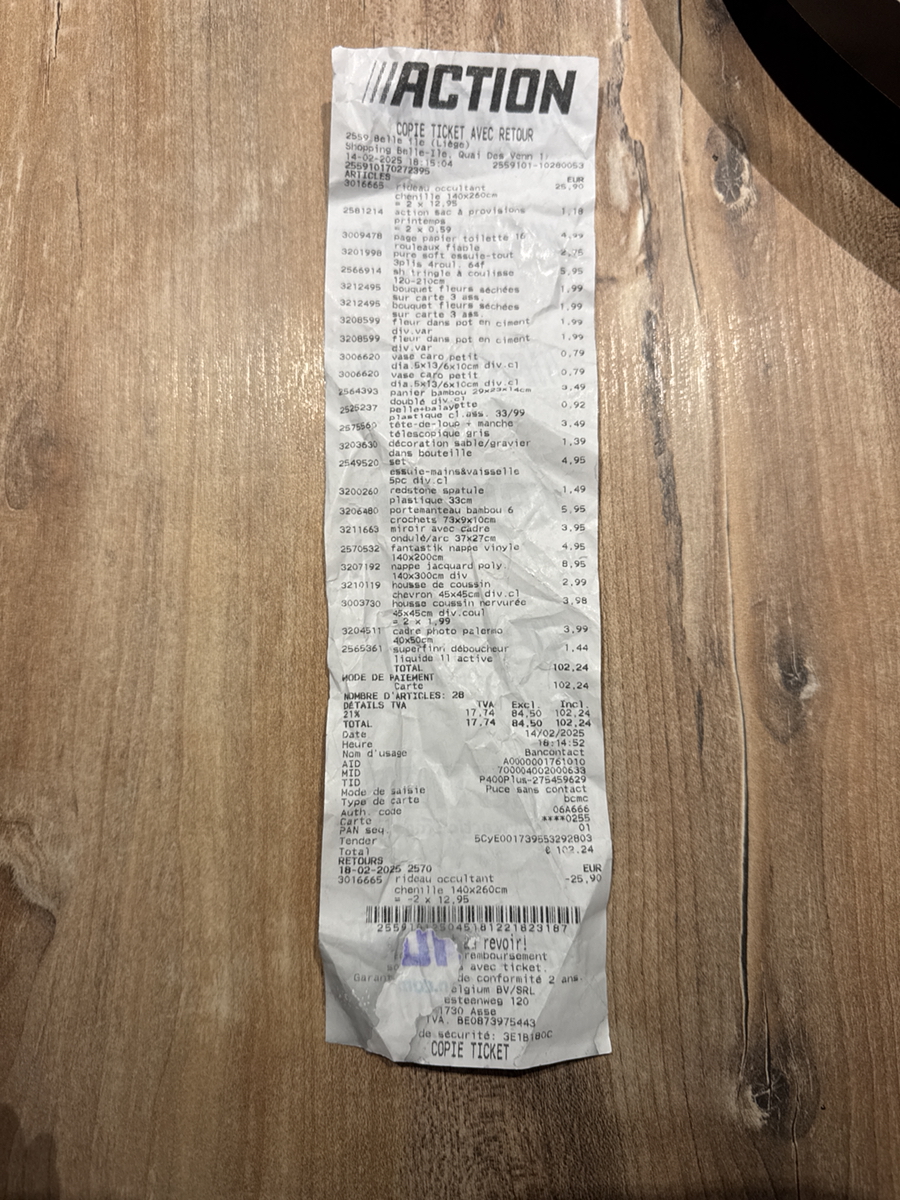 ACTION
COPIE TICKET AVEC RETOUR
2559 Belle Ile (Liège)
Shopping Belle-Ile, Quai Des Venn 1
14-02-2025 18:15:04 2559101-10280053
255910170272395
ARTICLES EUR
3016665 rideau occultant 25,90
chenille 140x260cm
= 2 x 12,95
2581214 action sac à provisions 1,18
printemps
= 2 x 0,59
3009478 page papier toilette 16 4,99
rouleaux fiable
3201998 pure soft essuie-tout 2,75
3plis 4roul. 64f
2566914 sh tringle à coulisse 5,95
120-210cm
3212495 bouquet fleurs séchées 1,99
sur carte 3 ass.
3212495 bouquet fleurs séchées 1,99
sur carte 3 ass.
3208599 fleur dans pot en ciment 1,99
div.var
3208599 fleur dans pot en ciment 1,99
div.var
3006620 vase caro petit 0,79
dia.5x13/6x10cm div.cl
3006620 vase caro petit 0,79
dia.5x13/6x10cm div.cl
2564393 panier bambou 29x23x14cm 3,49
doublé div.cl
2525237 pelle+balayette 0,92
plastique cl.ass. 33/99
2575560 tête-de-loup + manche 3,49
télescopique gris
3203630 décoration sable/gravier 1,39
dans bouteille
2549520 set 4,95
essuie-mains&vaisselle
5pc div.cl
3200260 redstone spatule 1,49
plastique 33cm
3206480 portemanteau bambou 6 5,95
crochets 73x9x10cm
3211663 miroir avec cadre 3,95
ondulé/arc 37x27cm
2570532 fantastik nappe vinyle 4,95
140x200cm
3207192 nappe jacquard poly 8,95
140x300cm div
3210119 housse de coussin 2,99
chevron 45x45cm div.cl
3003730 housse coussin nervurée 3,98
45x45cm div.coul
= 2 x 1,99
3204511 cadre photo palermo 3,99
40x50cm
2565361 superfinn déboucheur 1,44
liquide 1l active
TOTAL 102,24
MODE DE PAIEMENT
Carte 102,24
NOMBRE D'ARTICLES: 28
DÉTAILS TVA TVA Excl. Incl.
21% 17,74 84,50 102,24
TOTAL 17,74 84,50 102,24
Date 14/02/2025
Heure 18:14:52
Nom d'usage Bancontact
AID A0000001761010
MID 700004002000633
TID P400Plus-275459629
Mode de saisie Puce sans contact
Type de carte bcmc
Auth. code 06A666
Carte ****0255
PAN seq. 01
Tender 5CyE001739553292803
Total € 102,24
RETOURS EUR
18-02-2025 2570
3016665 rideau occultant -25,90
chenille 140x260cm
= -2 x 12,95
revoir!
remboursement
avec ticket.
Garant de conformité 2 ans.
elgium BV/SRL
esteenweg 120
1730 Asse
TVA. BE0873975443
de sécurité: 3E1B180C
COPIE TICKET